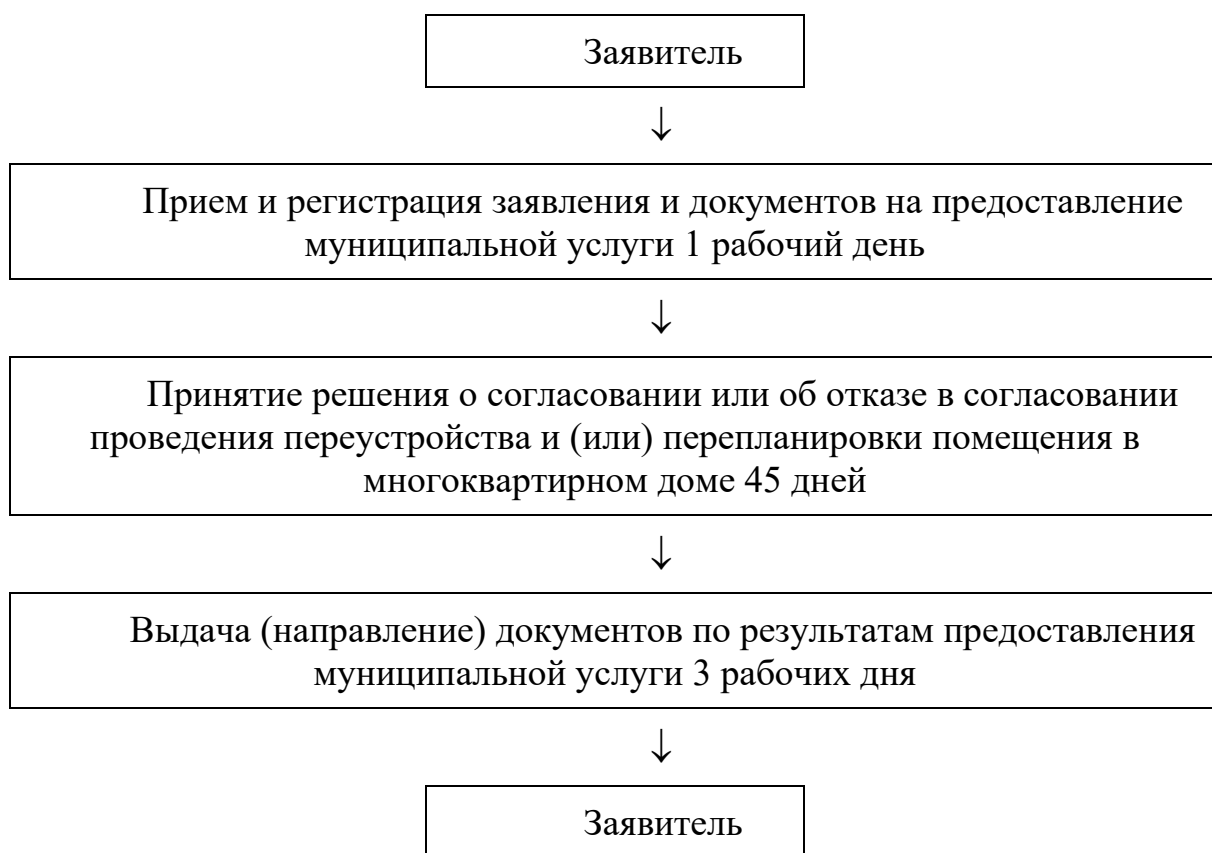 Заявитель
↓
Прием и регистрация заявления и документов на предоставление
муниципальной услуги 1 рабочий день
↓
Принятие решения о согласовании или об отказе в согласовании
проведения переустройства и (или) перепланировки помещения в
многоквартирном доме 45 дней
↓
Выдача (направление) документов по результатам предоставления
муниципальной услуги 3 рабочих дня
↓
Заявитель